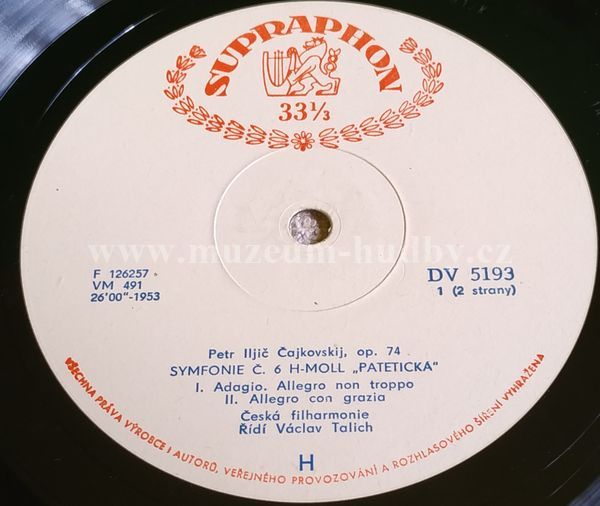 SUPRAPHON
33⅓
www.muzeum-hudby.cz
F 126257
VM 491
26'00"-1953
DV 5193
1 (2 strany)
Petr Iljič Čajkovskij, op. 74
SYMFONIE Č. 6 H-MOLL „PATETICKÁ"
I. Adagio. Allegro non troppo
II. Allegro con grazia
Česká filharmonie
Řídí Václav Talich
H
VŠECHNA PRÁVA VÝROBCE I AUTORŮ, VEŘEJNÉHO PROVOZOVÁNÍ A ROZHLASOVÉHO ŠÍŘENÍ VYHRAŽENA